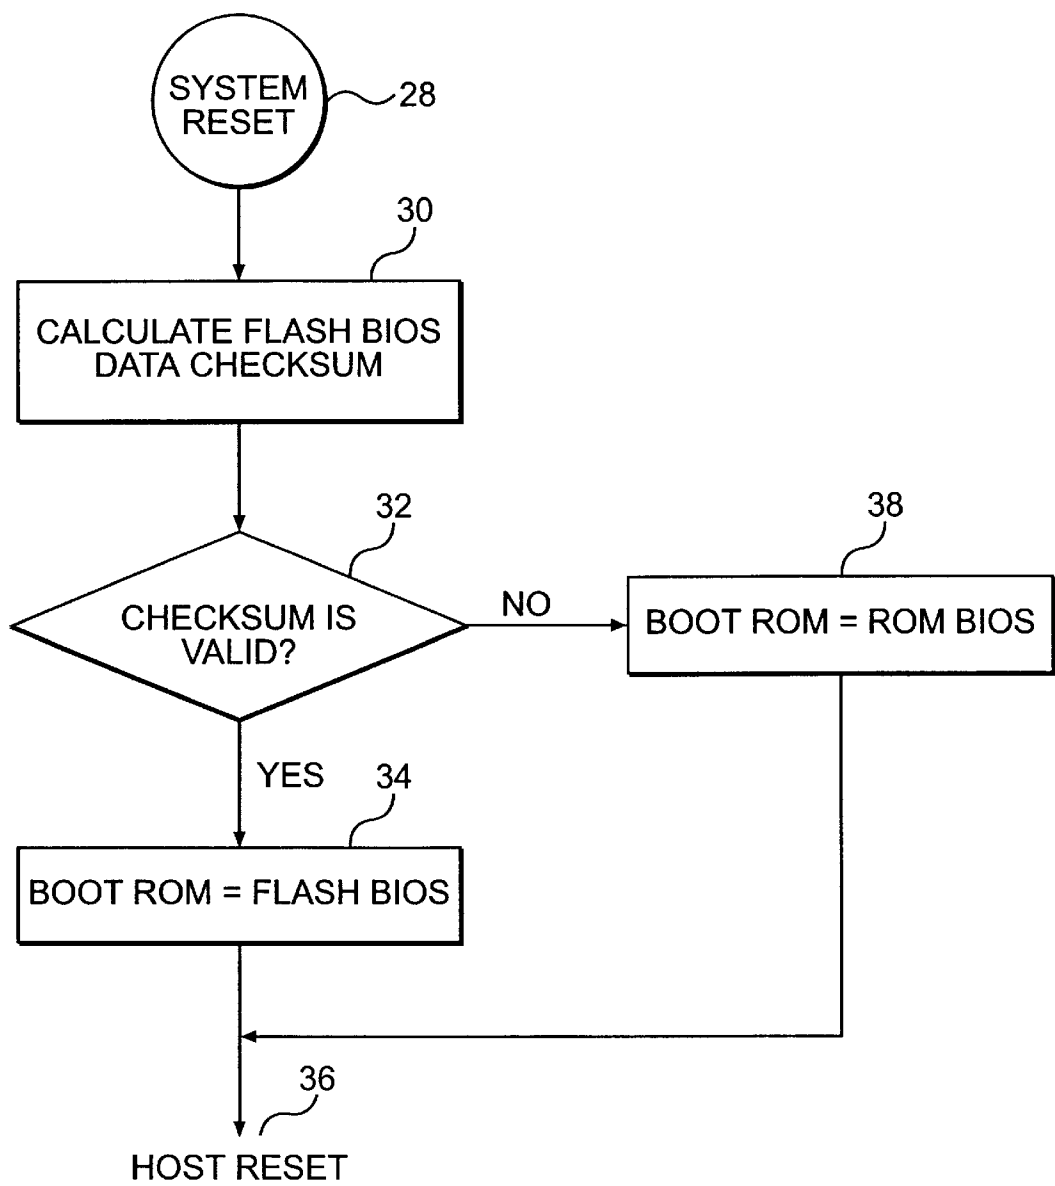 SYSTEM
RESET
28
30
CALCULATE FLASH BIOS
DATA CHECKSUM
32
CHECKSUM IS
VALID?
NO
38
BOOT ROM = ROM BIOS
YES
34
BOOT ROM = FLASH BIOS
36
HOST RESET